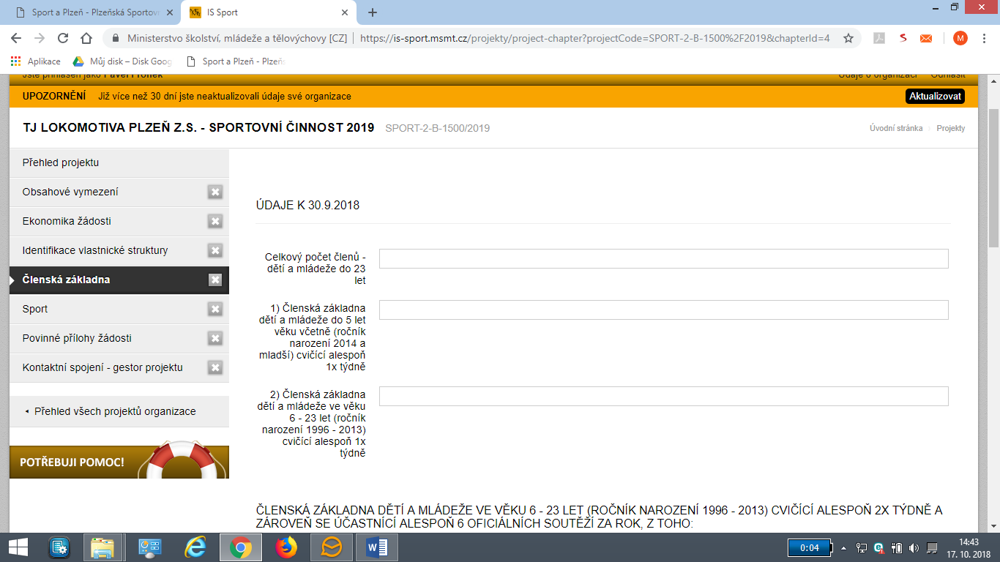 Sport a Plzeň - Plzeňská Sportov
IS Sport
Ministerstvo školství, mládeže a tělovýchovy [CZ]
https://is-sport.msmt.cz/projekty/project-chapter?projectCode=SPORT-2-B-1500%2F2019&chapterId=4
M
Aplikace
Můj disk – Disk Goog
Sport a Plzeň - Plzeňs
Jste přihlášen jako Pavel
Údaje o organizaci
Odhlásit
UPOZORNĚNÍ Již více než 30 dní jste neaktualizovali údaje své organizace
Aktualizovat
TJ LOKOMOTIVA PLZEŇ Z.S. - SPORTOVNÍ ČINNOST 2019 SPORT-2-B-1500/2019
Úvodní stránka Projekty
Přehled projektu
Obsahové vymezení
Ekonomika žádosti
Identifikace vlastnické struktury
Členská základna
Sport
Povinné přílohy žádosti
Kontaktní spojení - gestor projektu
Přehled všech projektů organizace
POTŘEBUJI POMOC!
ÚDAJE K 30.9.2018
Celkový počet členů -
dětí a mládeže do 23
let
1) Členská základna
dětí a mládeže do 5 let
věku včetně (ročník
narození 2014 a
mladší) cvičící alespoň
1x týdně
2) Členská základna
dětí a mládeže ve věku
6 - 23 let (ročník
narození 1996 - 2013)
cvičící alespoň 1x
týdně
ČLENSKÁ ZÁKLADNA DĚTÍ A MLÁDEŽE VE VĚKU 6 - 23 LET (ROČNÍK NAROZENÍ 1996 - 2013) CVIČÍCÍ ALESPOŇ 2X TÝDNĚ A
ZÁROVEŇ SE ÚČASTNÍCÍ ALESPOŇ 6 OFICIÁLNÍCH SOUTĚŽÍ ZA ROK, Z TOHO:
0:04
14:43
17. 10. 2018